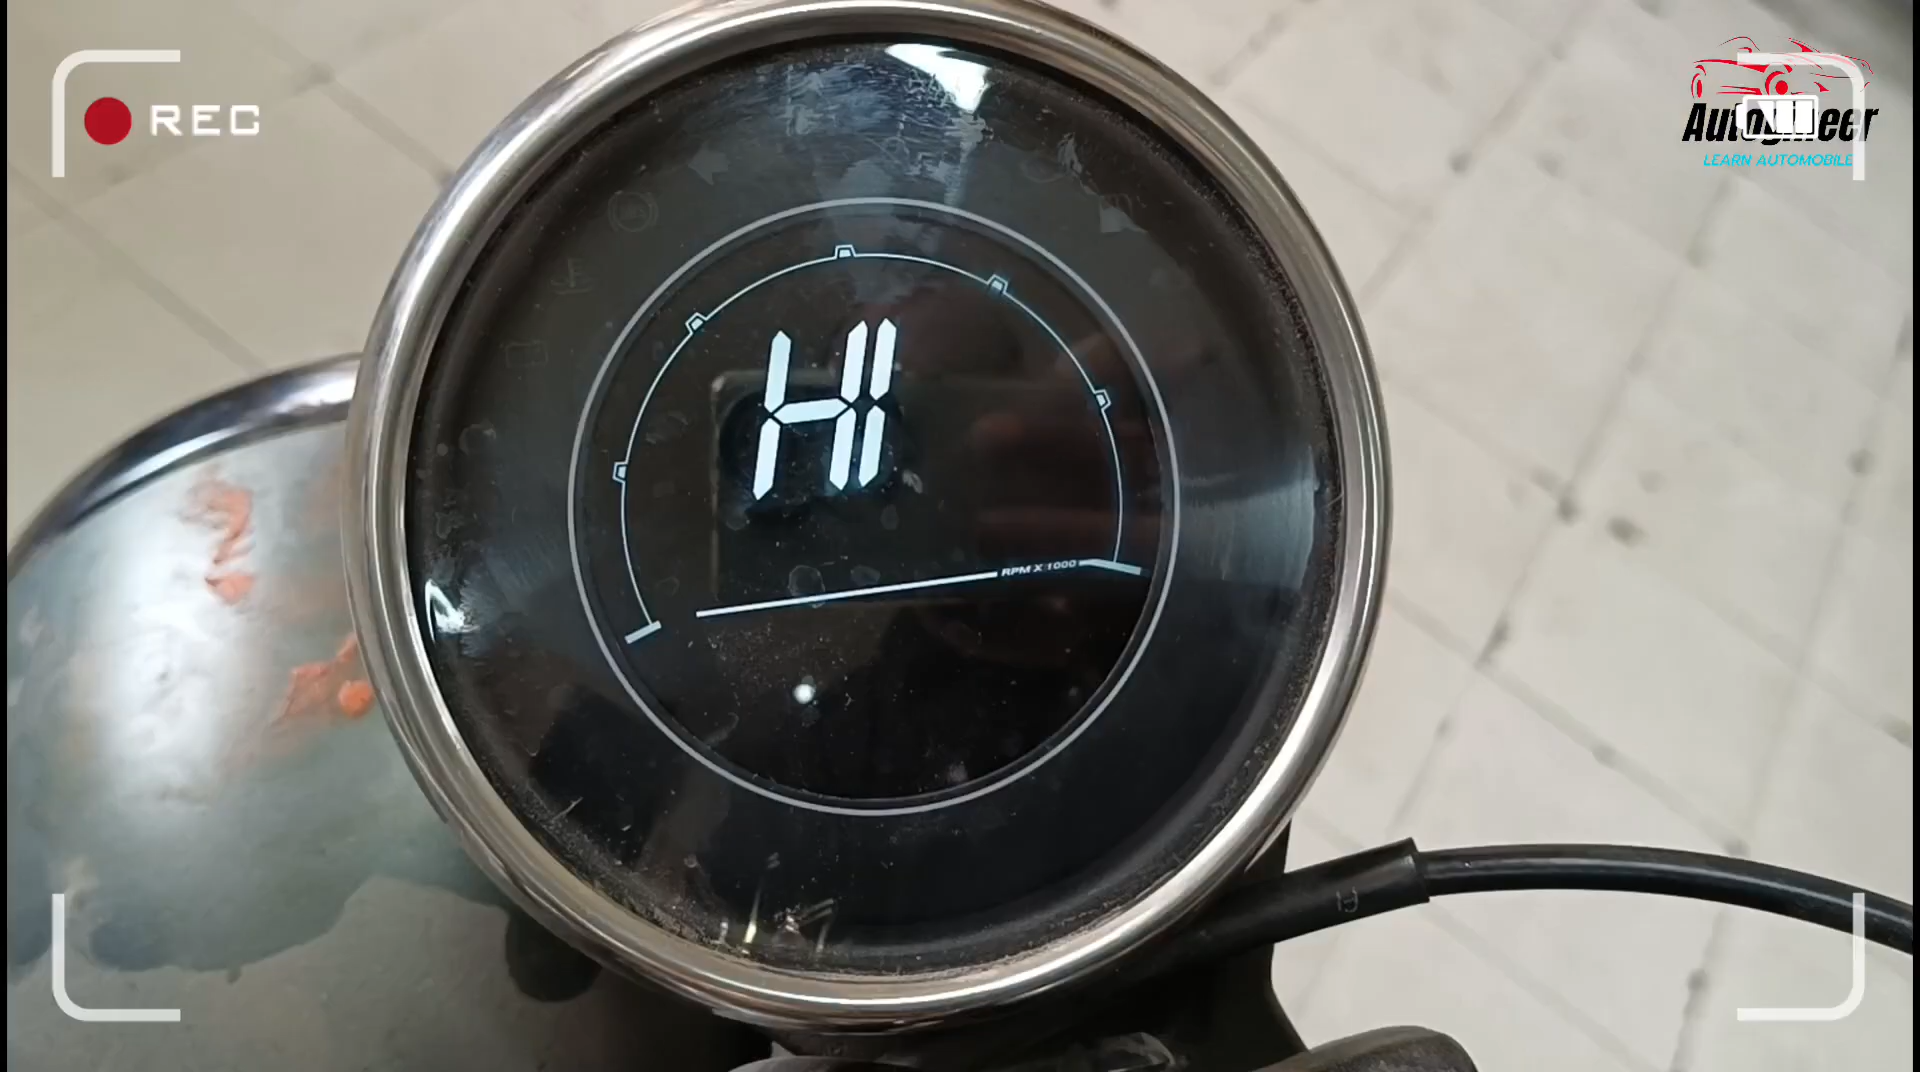 REC
Autogineer
LEARN AUTOMOBILE
HI
RPM X 1000